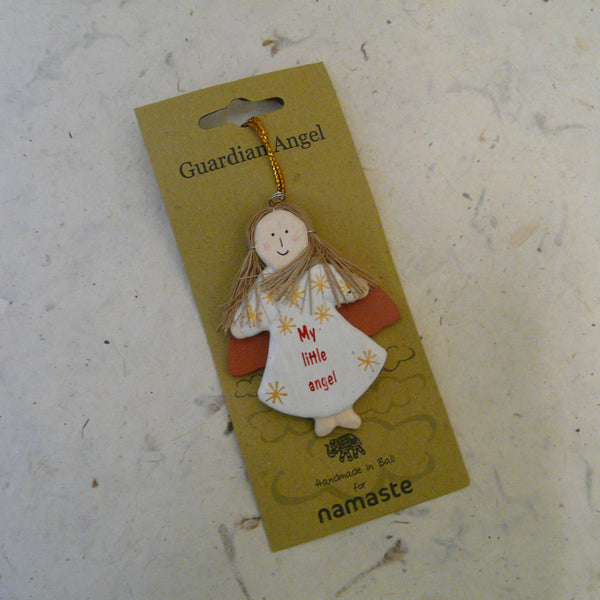 Guardian Angel
My
little
angel
Handmade in Bali
for
namaste